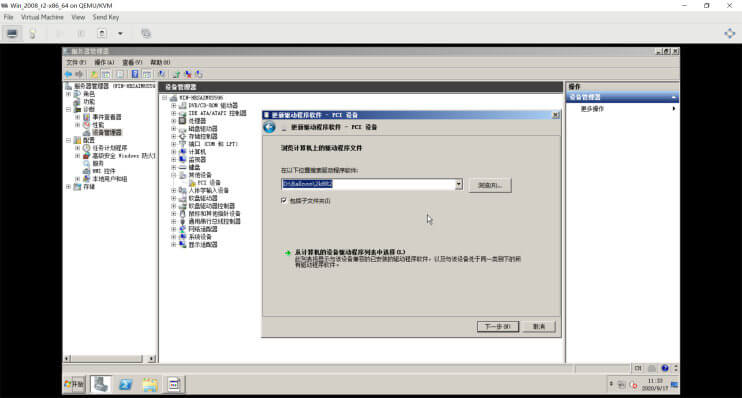 Win_2008_r2-x86_64 on QEMU/KVM
File Virtual Machine View Send Key
服务器管理器
文件(F) 操作(A) 查看(V) 帮助(H)
服务器管理器
角色
功能
诊断
事件查看器
性能
设备管理器
配置
任务计划程序
高级安全 Windows 防火
服务
WMI 控件
本地用户和组
存储
设备管理器
DVD/CD-ROM 驱动器
IDE ATA/ATAPI 控制器
处理器
磁盘驱动器
存储控制器
端口 (COM 和 LPT)
计算机
监视器
键盘
其他设备
PCI 设备
人体学输入设备
软盘驱动器
软盘驱动器控制器
鼠标和其他指针设备
通用串行总线控制器
网络适配器
系统设备
显示适配器
更新驱动程序软件 - PCI 设备
更新驱动程序软件 - PCI 设备
浏览计算机上的驱动程序文件
在以下位置搜索驱动程序软件:
D:\Balloon\2k8R2
浏览(R)...
包括子文件夹(I)
从计算机的设备驱动程序列表中选择(L)
此列表将显示与该设备兼容的已安装的驱动程序软件，以及与该设备处于同一类别下的所
有驱动程序软件。
下一步(N) 取消
操作
设备管理器
更多操作
开始
CH
11:33
2020/9/17